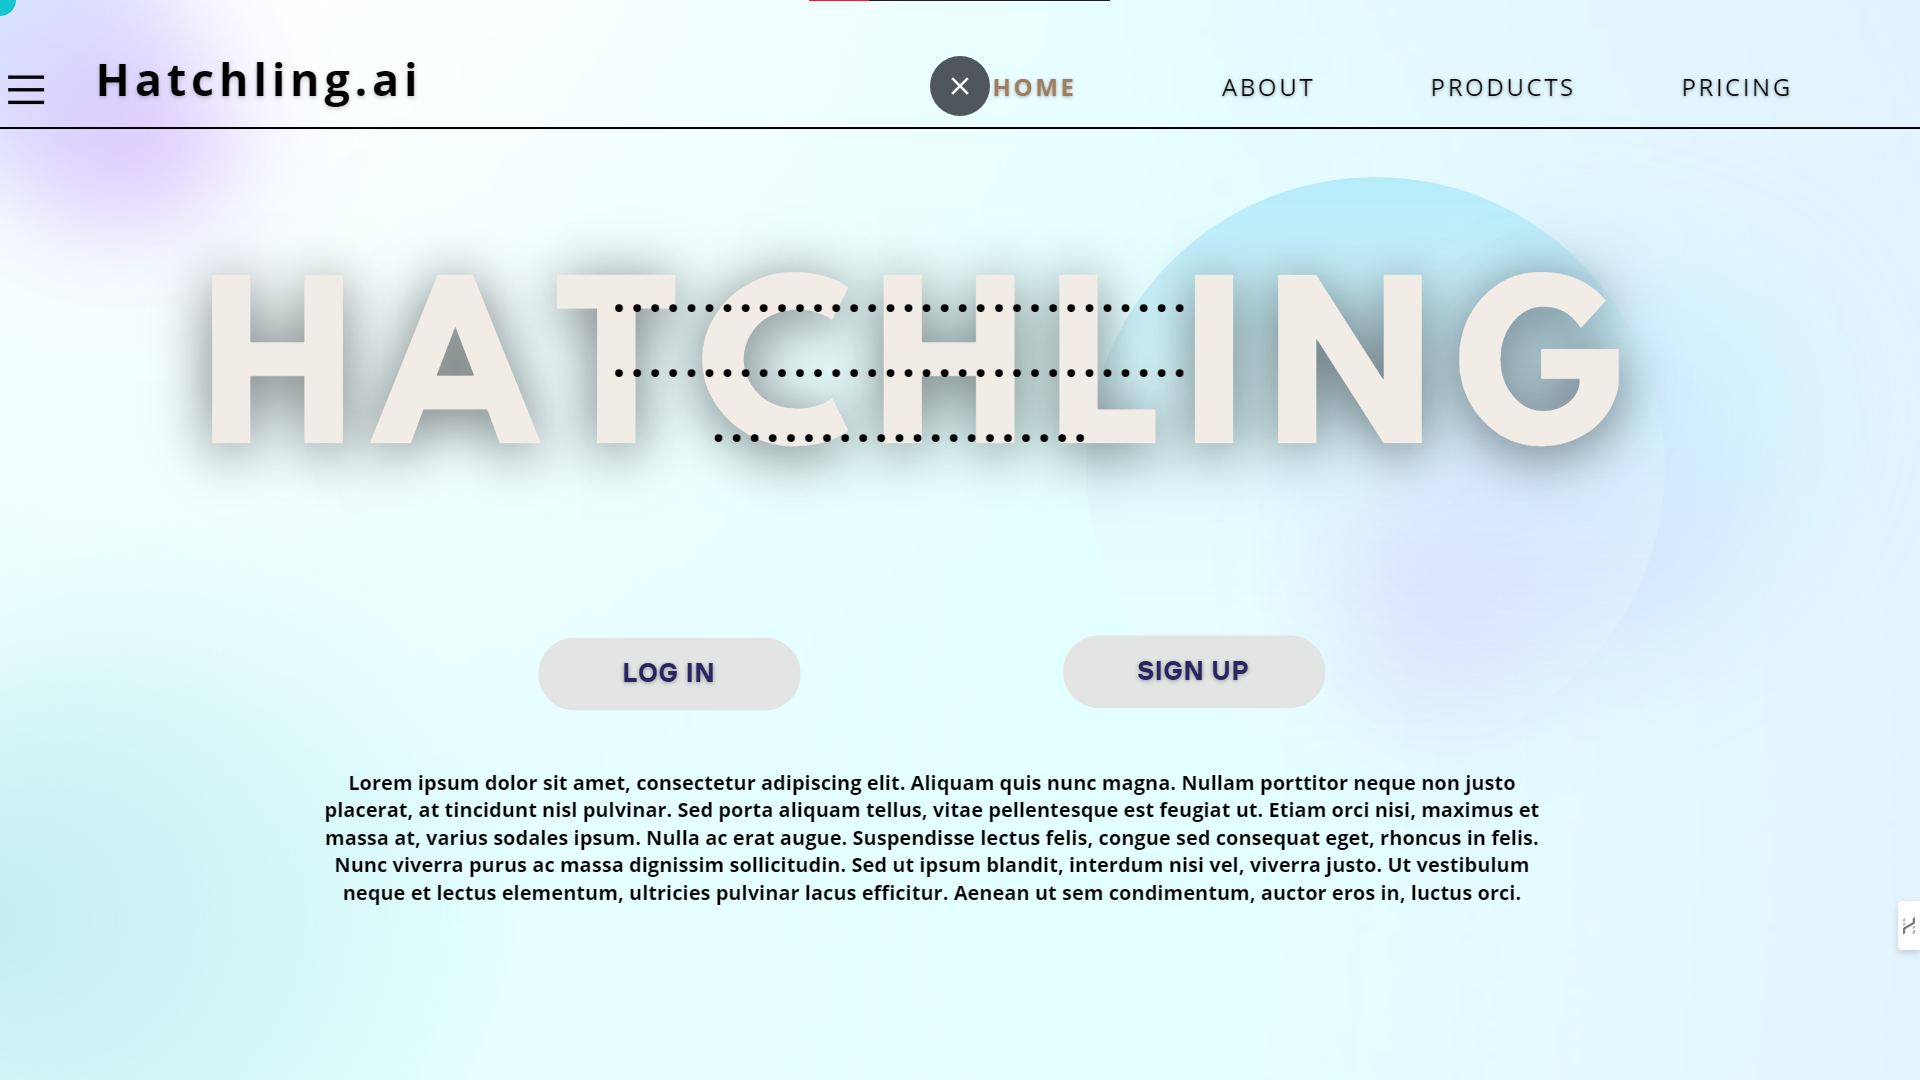 Hatchling.ai
HOME ABOUT PRODUCTS PRICING
HATCHLING
LOG IN
SIGN UP
Lorem ipsum dolor sit amet, consectetur adipiscing elit. Aliquam quis nunc magna. Nullam porttitor neque non justo
placerat, at tincidunt nisl pulvinar. Sed porta aliquam tellus, vitae pellentesque est feugiat ut. Etiam orci nisi, maximus et
massa at, varius sodales ipsum. Nulla ac erat augue. Suspendisse lectus felis, congue sed consequat eget, rhoncus in felis.
Nunc viverra purus ac massa dignissim sollicitudin. Sed ut ipsum blandit, interdum nisi vel, viverra justo. Ut vestibulum
neque et lectus elementum, ultricies pulvinar lacus efficitur. Aenean ut sem condimentum, auctor eros in, luctus orci.